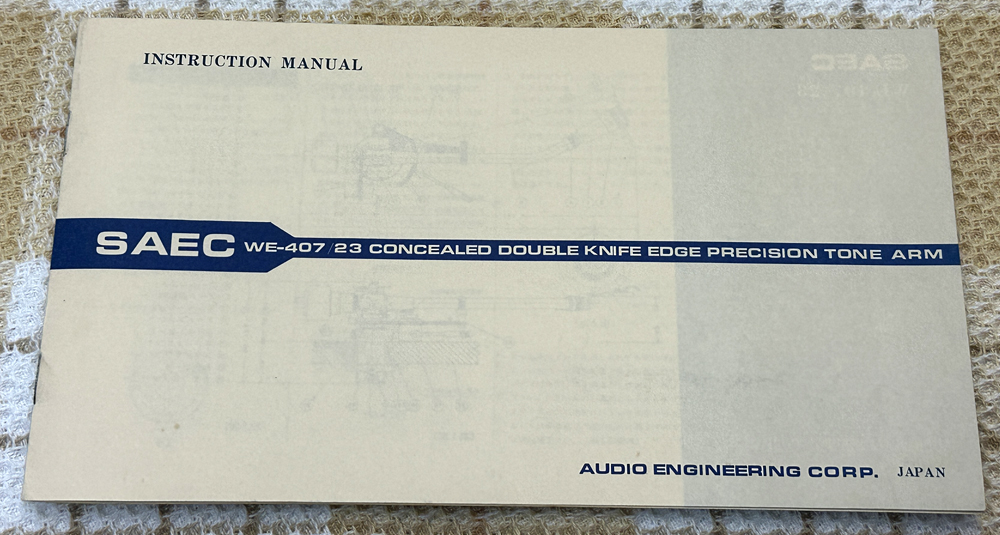 INSTRUCTION MANUAL
SAEC WE-407/23 CONCEALED DOUBLE KNIFE EDGE PRECISION TONE ARM
AUDIO ENGINEERING CORP. JAPAN